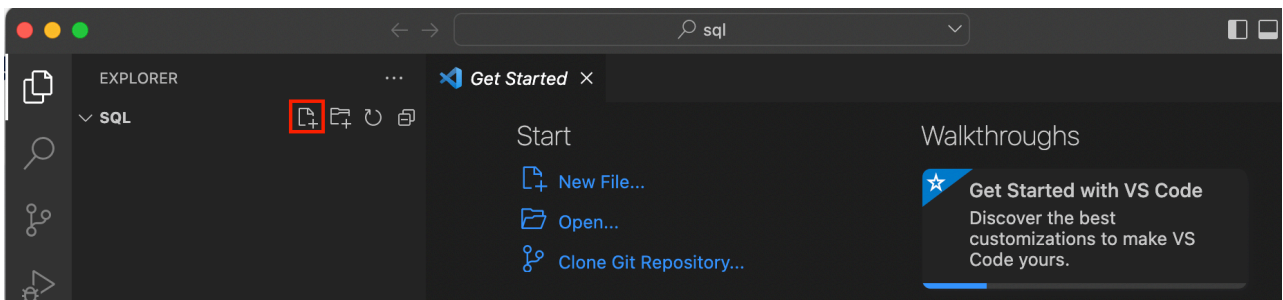 sql
EXPLORER
SQL
Get Started
Start
New File...
Open...
Clone Git Repository...
Walkthroughs
Get Started with VS Code
Discover the best
customizations to make VS
Code yours.